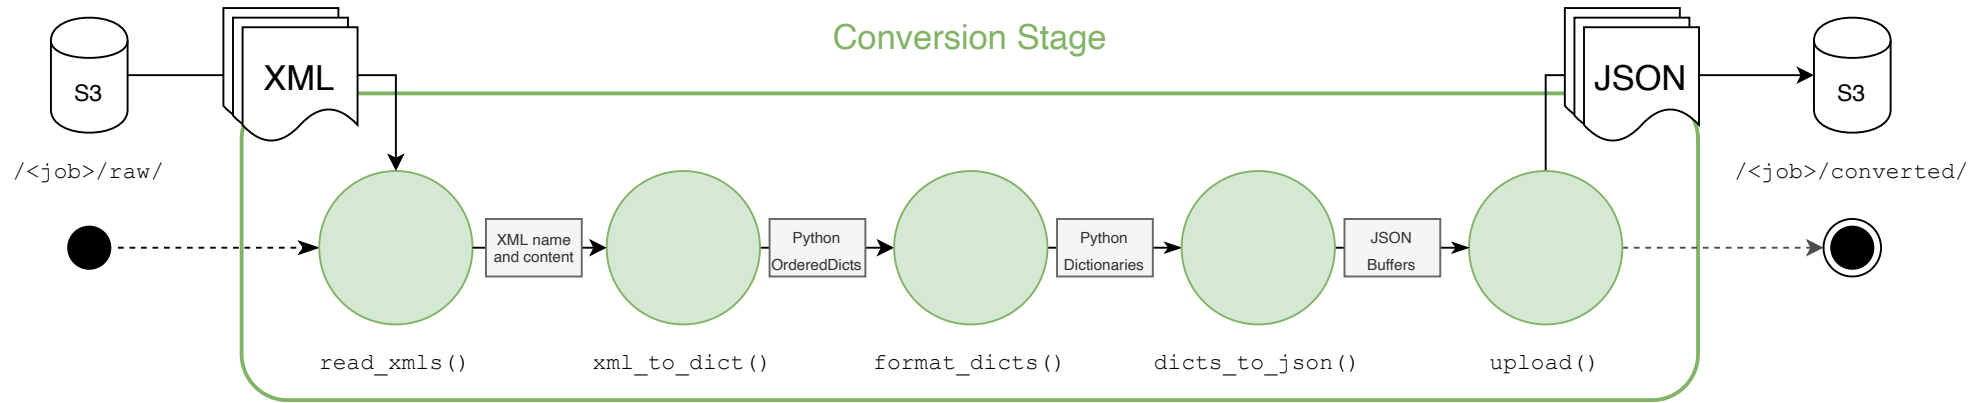 Conversion Stage
S3
XML
JSON
S3
/<job>/raw/
/<job>/converted/
XML name
and content
Python
OrderedDicts
Python
Dictionaries
JSON
Buffers
read_xmls()
xml_to_dict()
format_dicts()
dicts_to_json()
upload()